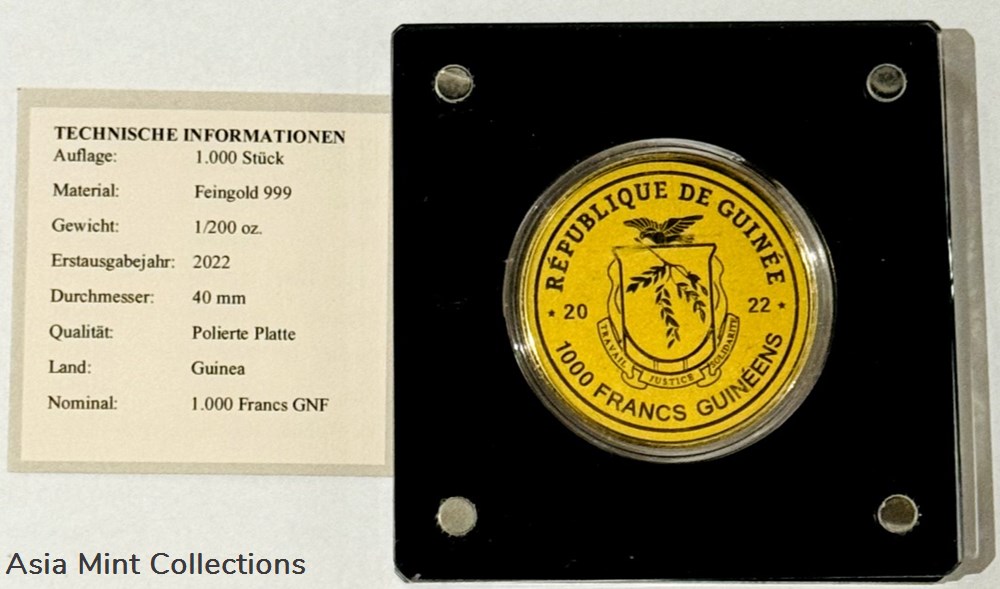 TECHNISCHE INFORMATIONEN
Auflage: 1.000 Stück
Material: Feingold 999
Gewicht: 1/200 oz.
Erstausgabejahr: 2022
Durchmesser: 40 mm
Qualität: Polierte Platte
Land: Guinea
Nominal: 1.000 Francs GNF
RÉPUBLIQUE DE GUINÉE
★ 20 22 ★
TRAVAIL JUSTICE SOLIDARITÉ
1000 FRANCS GUINÉENS
Asia Mint Collections